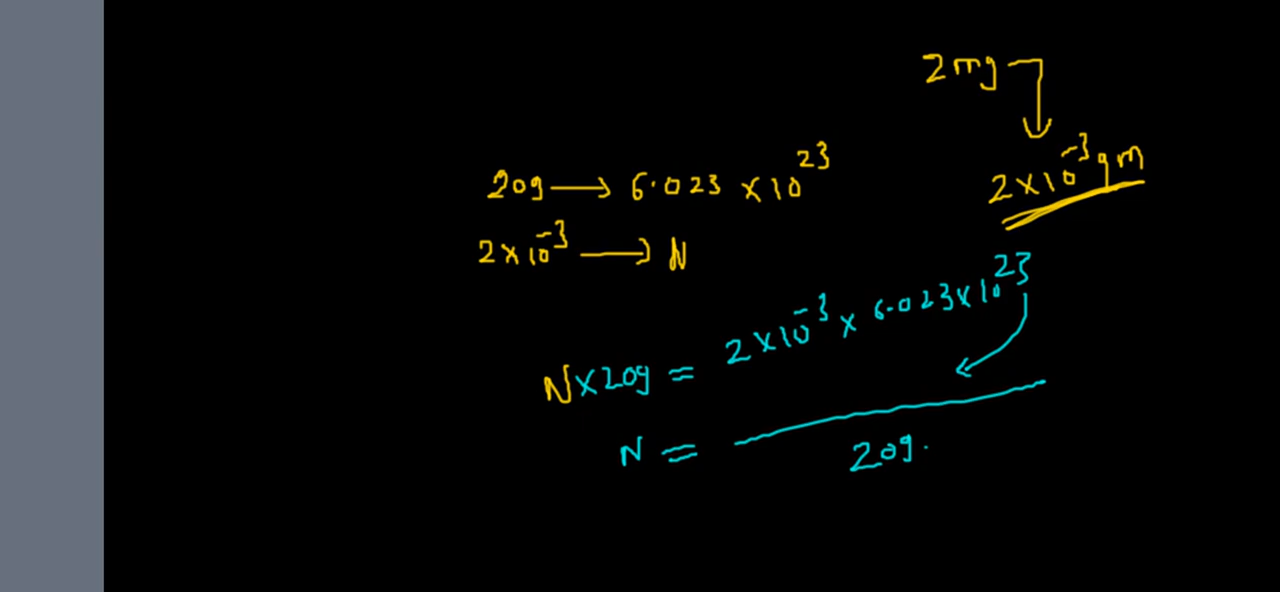 2mg
2×10⁻³gm
20g → 6.023 ×10²³
2×10⁻³ → N
N×20g = 2×10⁻³ × 6.023×10²³
N = ／ 20g.